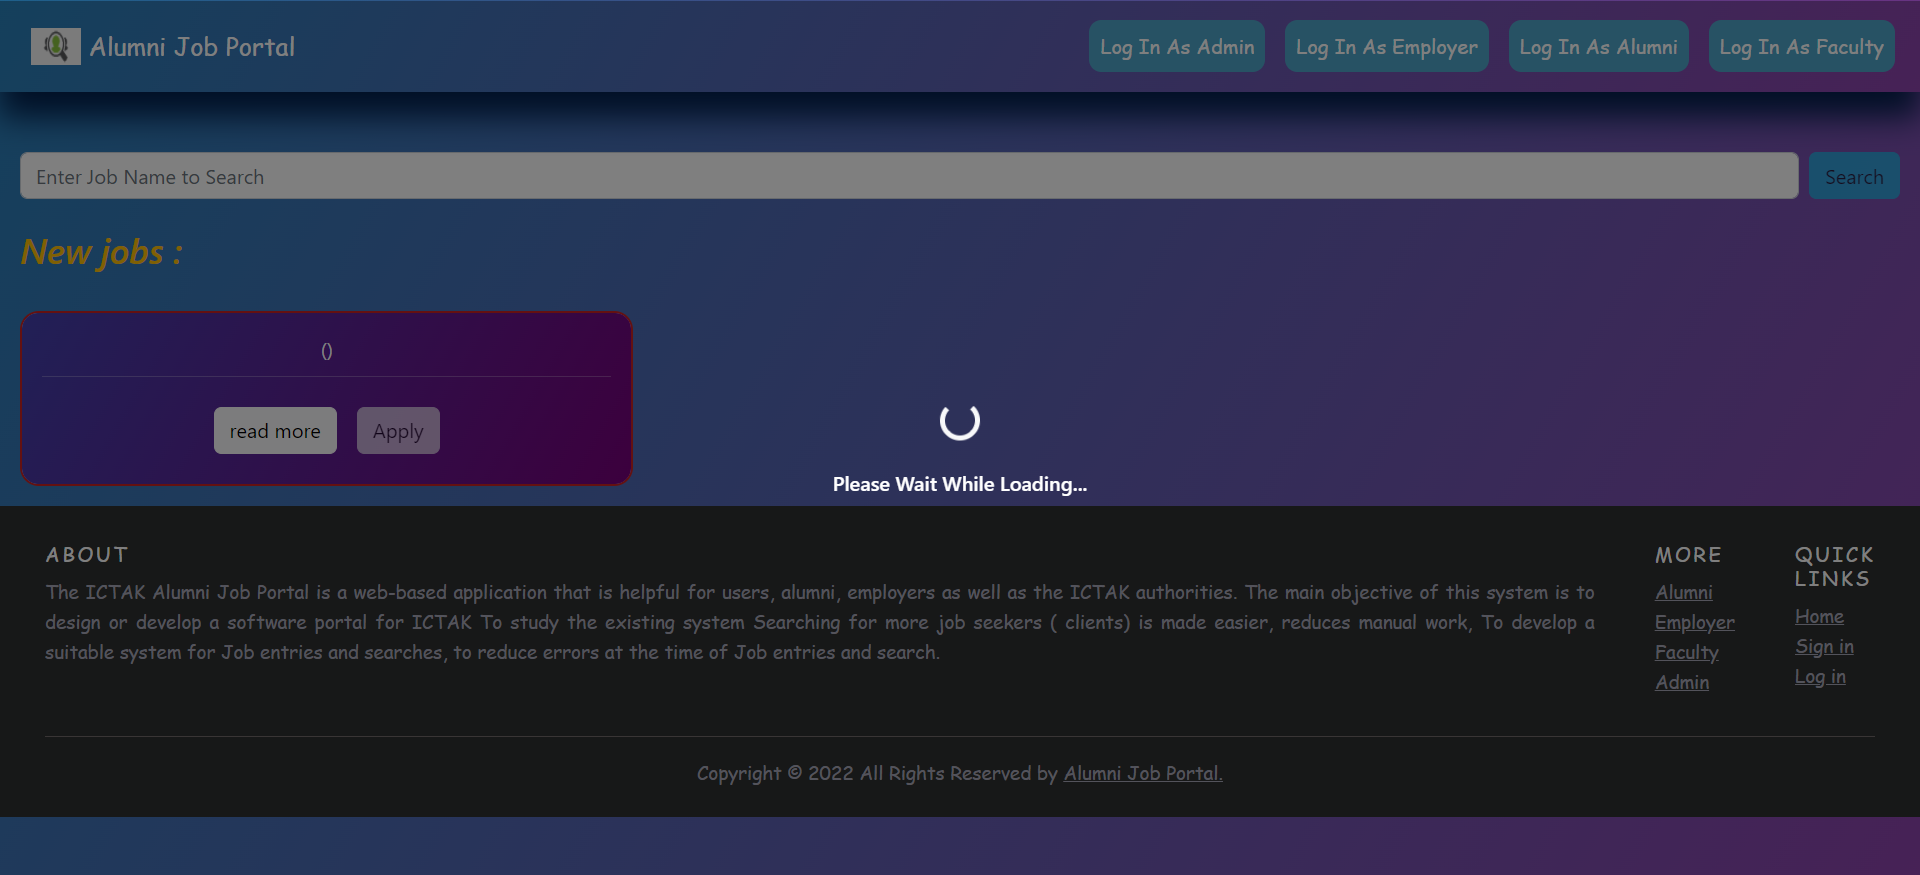 Alumni Job Portal
Log In As Admin
Log In As Employer
Log In As Alumni
Log In As Faculty
Enter Job Name to Search
Search
New jobs :
()
read more
Apply
Please Wait While Loading...
ABOUT
The ICTAK Alumni Job Portal is a web-based application that is helpful for users, alumni, employers as well as the ICTAK authorities. The main objective of this system is to
design or develop a software portal for ICTAK To study the existing system Searching for more job seekers ( clients) is made easier, reduces manual work, To develop a
suitable system for Job entries and searches, to reduce errors at the time of Job entries and search.
MORE
Alumni
Employer
Faculty
Admin
QUICK
LINKS
Home
Sign in
Log in
Copyright © 2022 All Rights Reserved by Alumni Job Portal.